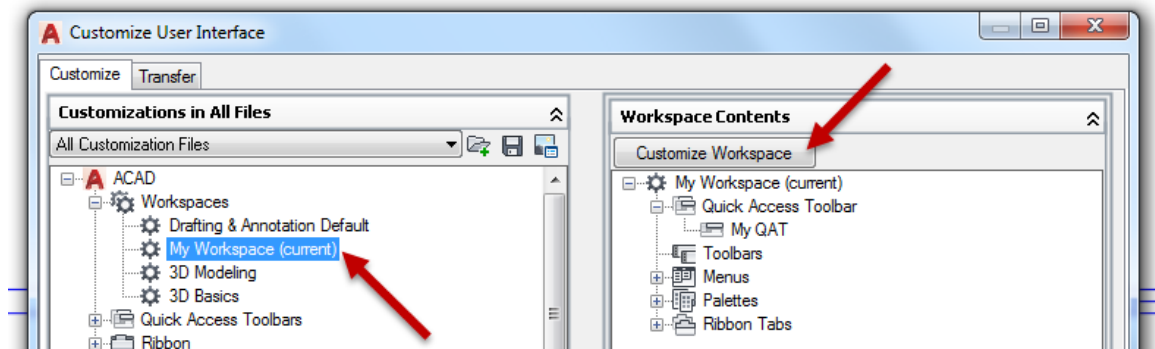 Customize User Interface
Customize Transfer
Customizations in All Files
All Customization Files
ACAD
Workspaces
Drafting & Annotation Default
My Workspace (current)
3D Modeling
3D Basics
Quick Access Toolbars
Ribbon
Workspace Contents
Customize Workspace
My Workspace (current)
Quick Access Toolbar
My QAT
Toolbars
Menus
Palettes
Ribbon Tabs